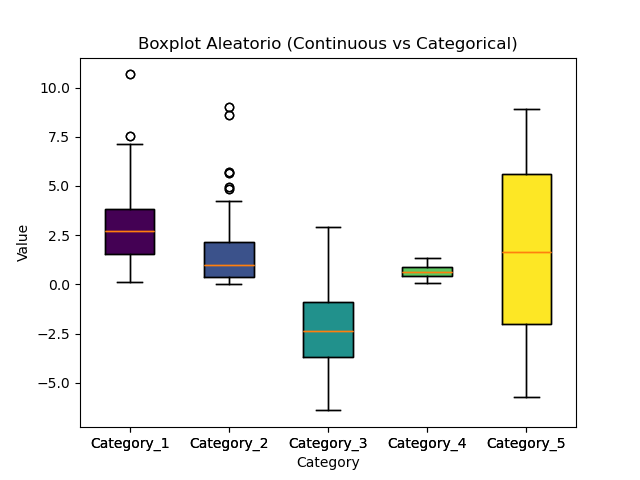 Boxplot Aleatorio (Continuous vs Categorical)
10.0
7.5
5.0
2.5
0.0
−2.5
−5.0
Value
Category_1 Category_2 Category_3 Category_4 Category_5
Category